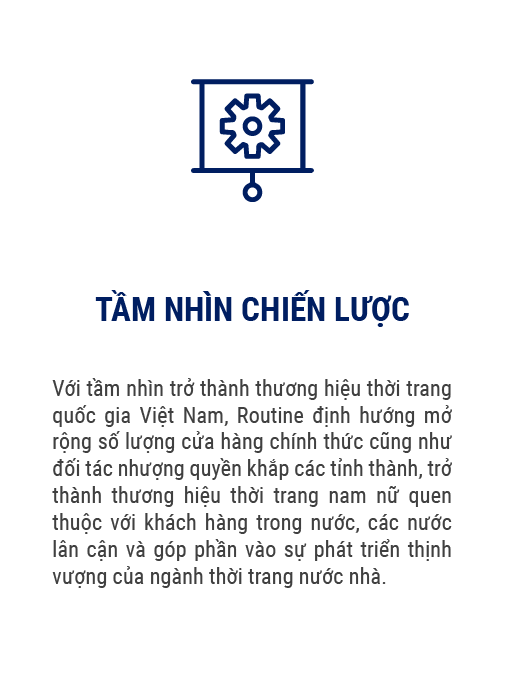 TẦM NHÌN CHIẾN LƯỢC
Với tầm nhìn trở thành thương hiệu thời trang
quốc gia Việt Nam, Routine định hướng mở
rộng số lượng cửa hàng chính thức cũng như
đối tác nhượng quyền khắp các tỉnh thành, trở
thành thương hiệu thời trang nam nữ quen
thuộc với khách hàng trong nước, các nước
lân cận và góp phần vào sự phát triển thịnh
vượng của ngành thời trang nước nhà.